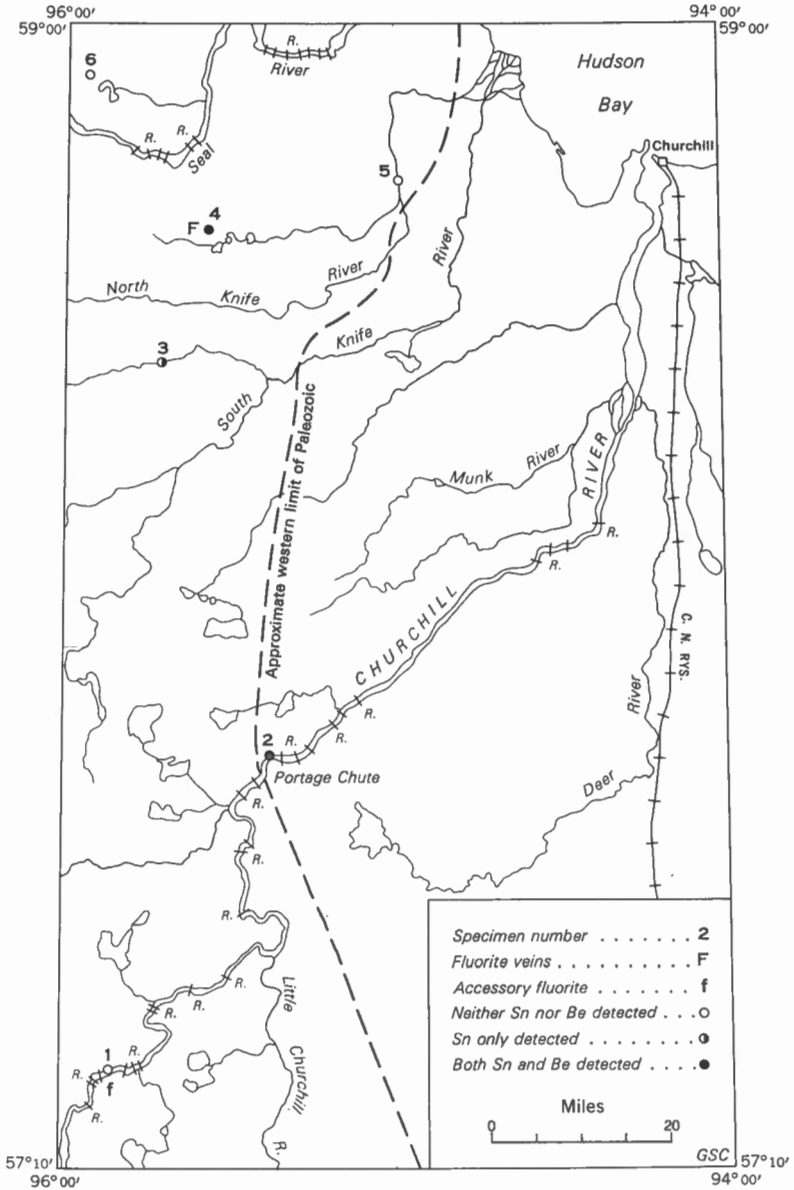 96°00'
94°00'
59°00'
59°00'
R.
River
Hudson
Bay
6
Churchill
R.
R.
Seal
5
4
F
River
North
Knife
River
Knife
3
South
Approximate western limit of Paleozoic
Munk
River
RIVER
R.
R.
CHURCHILL
C. N. RYS.
River
R.
R.
2
R.
Portage Chute
Deer
R.
R.
R.
R.
R.
R.
Little
Churchill
R.
1
R.
R.
f
R.
Specimen number . . . . . . . 2
Fluorite veins . . . . . . . . . . F
Accessory fluorite . . . . . . . f
Neither Sn nor Be detected . . . ○
Sn only detected . . . . . . . . ◑
Both Sn and Be detected . . . . ●
Miles
0 20
GSC
57°10'
57°10'
96°00'
94°00'